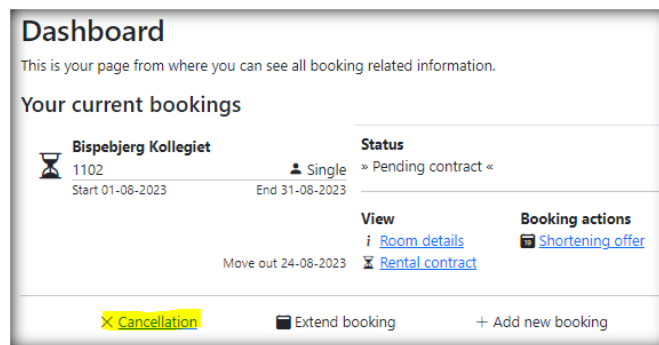 Dashboard
This is your page from where you can see all booking related information.
Your current bookings
Bispebjerg Kollegiet
1102 Single
Start 01-08-2023 End 31-08-2023
Move out 24-08-2023
Status
» Pending contract «
View
i Room details
Rental contract
Booking actions
19 Shortening offer
× Cancellation
Extend booking
+ Add new booking